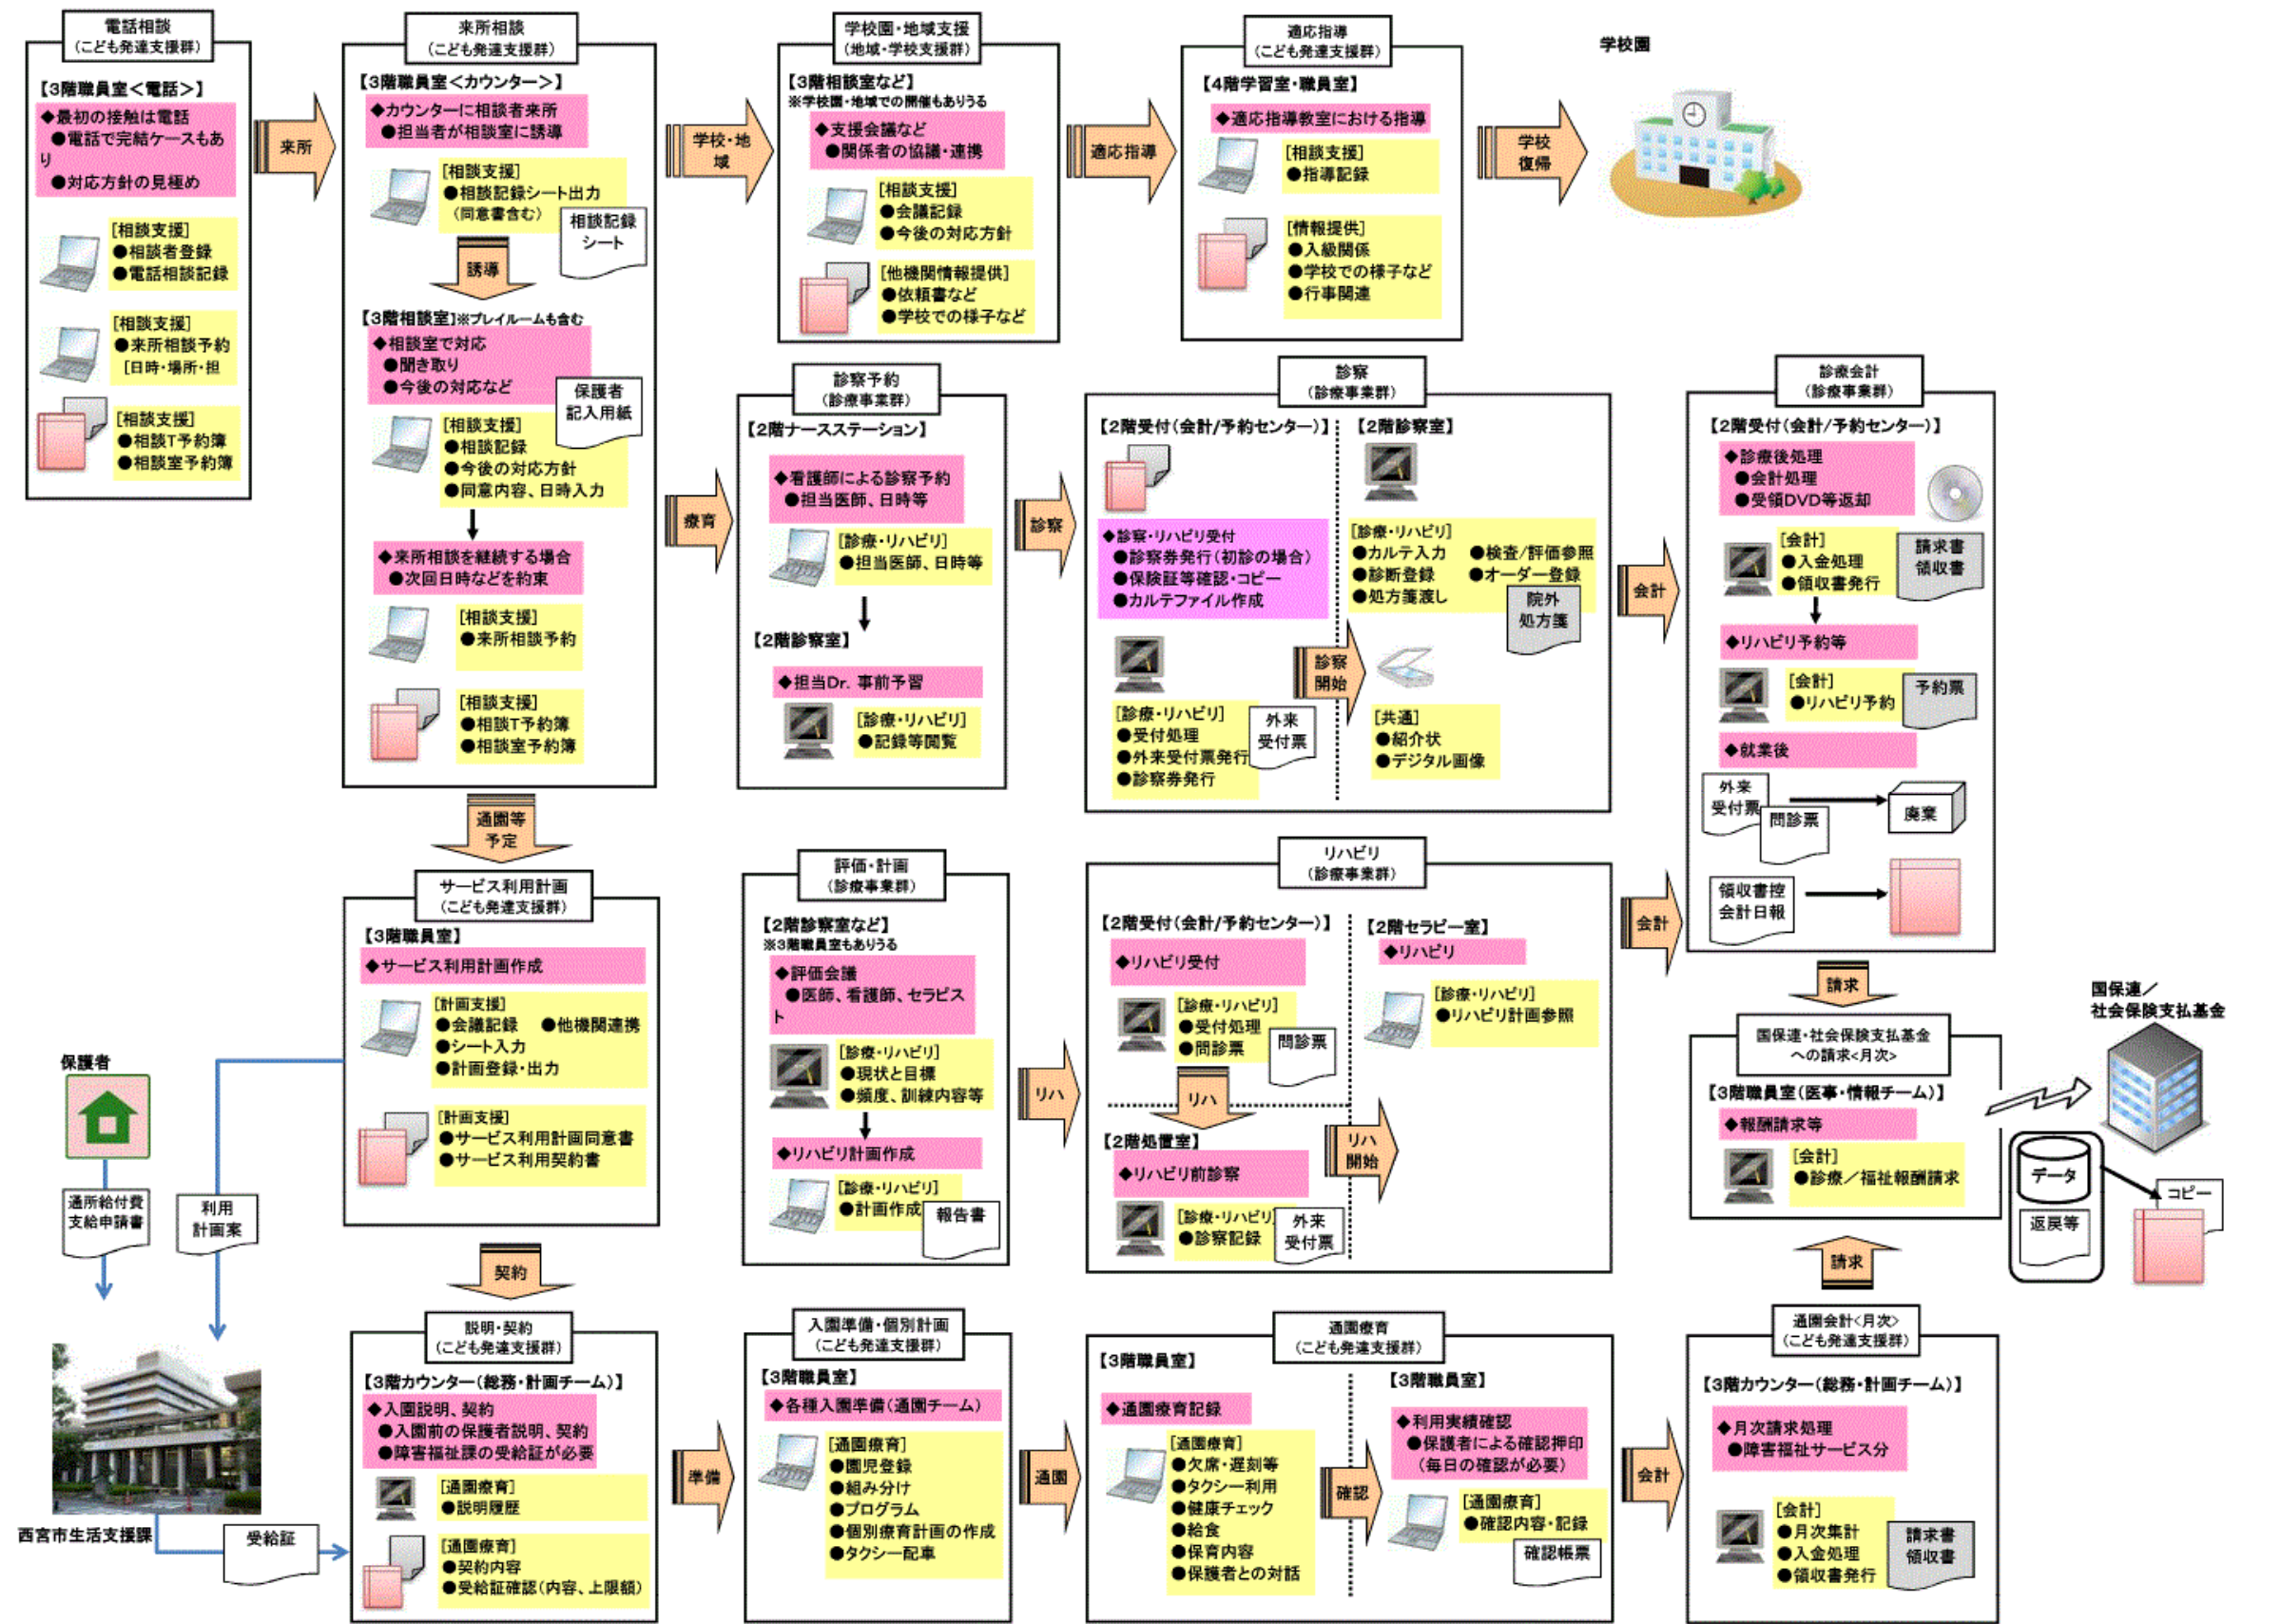 電話相談
(こども発達支援群)
【3階職員室＜電話＞】
◆最初の接触は電話
●電話で完結ケースもあ
り
●対応方針の見極め
[相談支援]
●相談者登録
●電話相談記録
[相談支援]
●来所相談予約
[日時・場所・担
[相談支援]
●相談T予約簿
●相談室予約簿
来所
来所相談
(こども発達支援群)
【3階職員室＜カウンター＞】
◆カウンターに相談者来所
●担当者が相談室に誘導
[相談支援]
●相談記録シート出力
(同意書含む)
相談記録
シート
誘導
【3階相談室】※プレイルームも含む
◆相談室で対応
●聞き取り
●今後の対応など
保護者
記入用紙
[相談支援]
●相談記録
●今後の対応方針
●同意内容、日時入力
◆来所相談を継続する場合
●次回日時などを約束
[相談支援]
●来所相談予約
[相談支援]
●相談T予約簿
●相談室予約簿
学校・地
域
学校園・地域支援
(地域・学校支援群)
【3階相談室など】
※学校園・地域での開催もありうる
◆支援会議など
●関係者の協議・連携
[相談支援]
●会議記録
●今後の対応方針
[他機関情報提供]
●依頼書など
●学校での様子など
適応指導
適応指導
(こども発達支援群)
【4階学習室・職員室】
◆適応指導教室における指導
[相談支援]
●指導記録
[情報提供]
●入級関係
●学校での様子など
●行事関連
学校
復帰
学校園
療育
診察予約
(診療事業群)
【2階ナースステーション】
◆看護師による診察予約
●担当医師、日時等
[診療・リハビリ]
●担当医師、日時等
【2階診察室】
◆担当Dr. 事前予習
[診療・リハビリ]
●記録等閲覧
診察
診察
(診療事業群)
【2階受付(会計/予約センター)】
◆診察・リハビリ受付
●診察券発行(初診の場合)
●保険証等確認・コピー
●カルテファイル作成
[診療・リハビリ]
●受付処理
●外来受付票発行
●診察券発行
外来
受付票
診察
開始
【2階診察室】
[診療・リハビリ]
●カルテ入力 ●検査/評価参照
●診断登録 ●オーダー登録
●処方箋渡し
院外
処方箋
[共通]
●紹介状
●デジタル画像
会計
診療会計
(診療事業群)
【2階受付(会計/予約センター)】
◆診療後処理
●会計処理
●受領DVD等返却
[会計]
●入金処理
●領収書発行
請求書
領収書
◆リハビリ予約等
[会計]
●リハビリ予約
予約票
◆就業後
外来
受付票
問診票
廃棄
領収書控
会計日報
通園等
予定
サービス利用計画
(こども発達支援群)
【3階職員室】
◆サービス利用計画作成
[計画支援]
●会議記録 ●他機関連携
●シート入力
●計画登録・出力
[計画支援]
●サービス利用計画同意書
●サービス利用契約書
保護者
通所給付費
支給申請書
利用
計画案
評価・計画
(診療事業群)
【2階診察室など】
※3階職員室もありうる
◆評価会議
●医師、看護師、セラピス
ト
[診療・リハビリ]
●現状と目標
●頻度、訓練内容等
◆リハビリ計画作成
[診療・リハビリ]
●計画作成
報告書
リハ
リハビリ
(診療事業群)
【2階受付(会計/予約センター)】
◆リハビリ受付
[診療・リハビリ]
●受付処理
●問診票
問診票
リハ
【2階処置室】
◆リハビリ前診察
[診療・リハビリ]
●診察記録
外来
受付票
リハ
開始
【2階セラピー室】
◆リハビリ
[診療・リハビリ]
●リハビリ計画参照
会計
請求
国保連・社会保険支払基金
への請求<月次>
【3階職員室(医事・情報チーム)】
◆報酬請求等
[会計]
●診療／福祉報酬請求
国保連／
社会保険支払基金
データ
返戻等
コピー
請求
契約
説明・契約
(こども発達支援群)
【3階カウンター(総務・計画チーム)】
◆入園説明、契約
●入園前の保護者説明、契約
●障害福祉課の受給証が必要
[通園療育]
●説明履歴
[通園療育]
●契約内容
●受給証確認(内容、上限額)
西宮市生活支援課
受給証
準備
入園準備・個別計画
(こども発達支援群)
【3階職員室】
◆各種入園準備(通園チーム)
[通園療育]
●園児登録
●組み分け
●プログラム
●個別療育計画の作成
●タクシー配車
通園
通園療育
(こども発達支援群)
【3階職員室】
◆通園療育記録
[通園療育]
●欠席・遅刻等
●タクシー利用
●健康チェック
●給食
●保育内容
●保護者との対話
確認
【3階職員室】
◆利用実績確認
●保護者による確認押印
(毎日の確認が必要)
[通園療育]
●確認内容・記録
確認帳票
会計
通園会計<月次>
(こども発達支援群)
【3階カウンター(総務・計画チーム)】
◆月次請求処理
●障害福祉サービス分
[会計]
●月次集計
●入金処理
●領収書発行
請求書
領収書